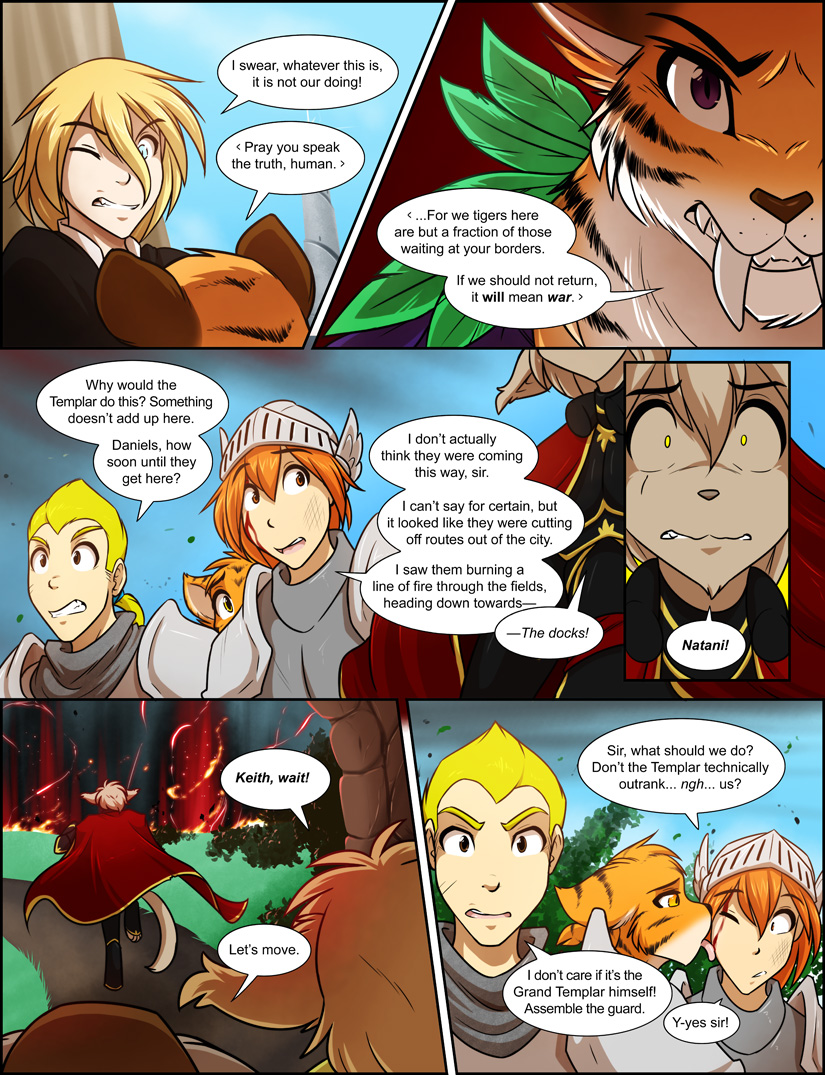 I swear, whatever this is,
it is not our doing!
‹ Pray you speak
the truth, human. ›
‹ ...For we tigers here
are but a fraction of those
waiting at your borders.
If we should not return,
it will mean war. ›
Why would the
Templar do this? Something
doesn't add up here.
Daniels, how
soon until they
get here?
I don't actually
think they were coming
this way, sir.
I can't say for certain, but
it looked like they were cutting
off routes out of the city.
I saw them burning a
line of fire through the fields,
heading down towards—
—The docks!
Natani!
Keith, wait!
Let's move.
Sir, what should we do?
Don't the Templar technically
outrank... ngh... us?
I don't care if it's the
Grand Templar himself!
Assemble the guard.
Y-yes sir!